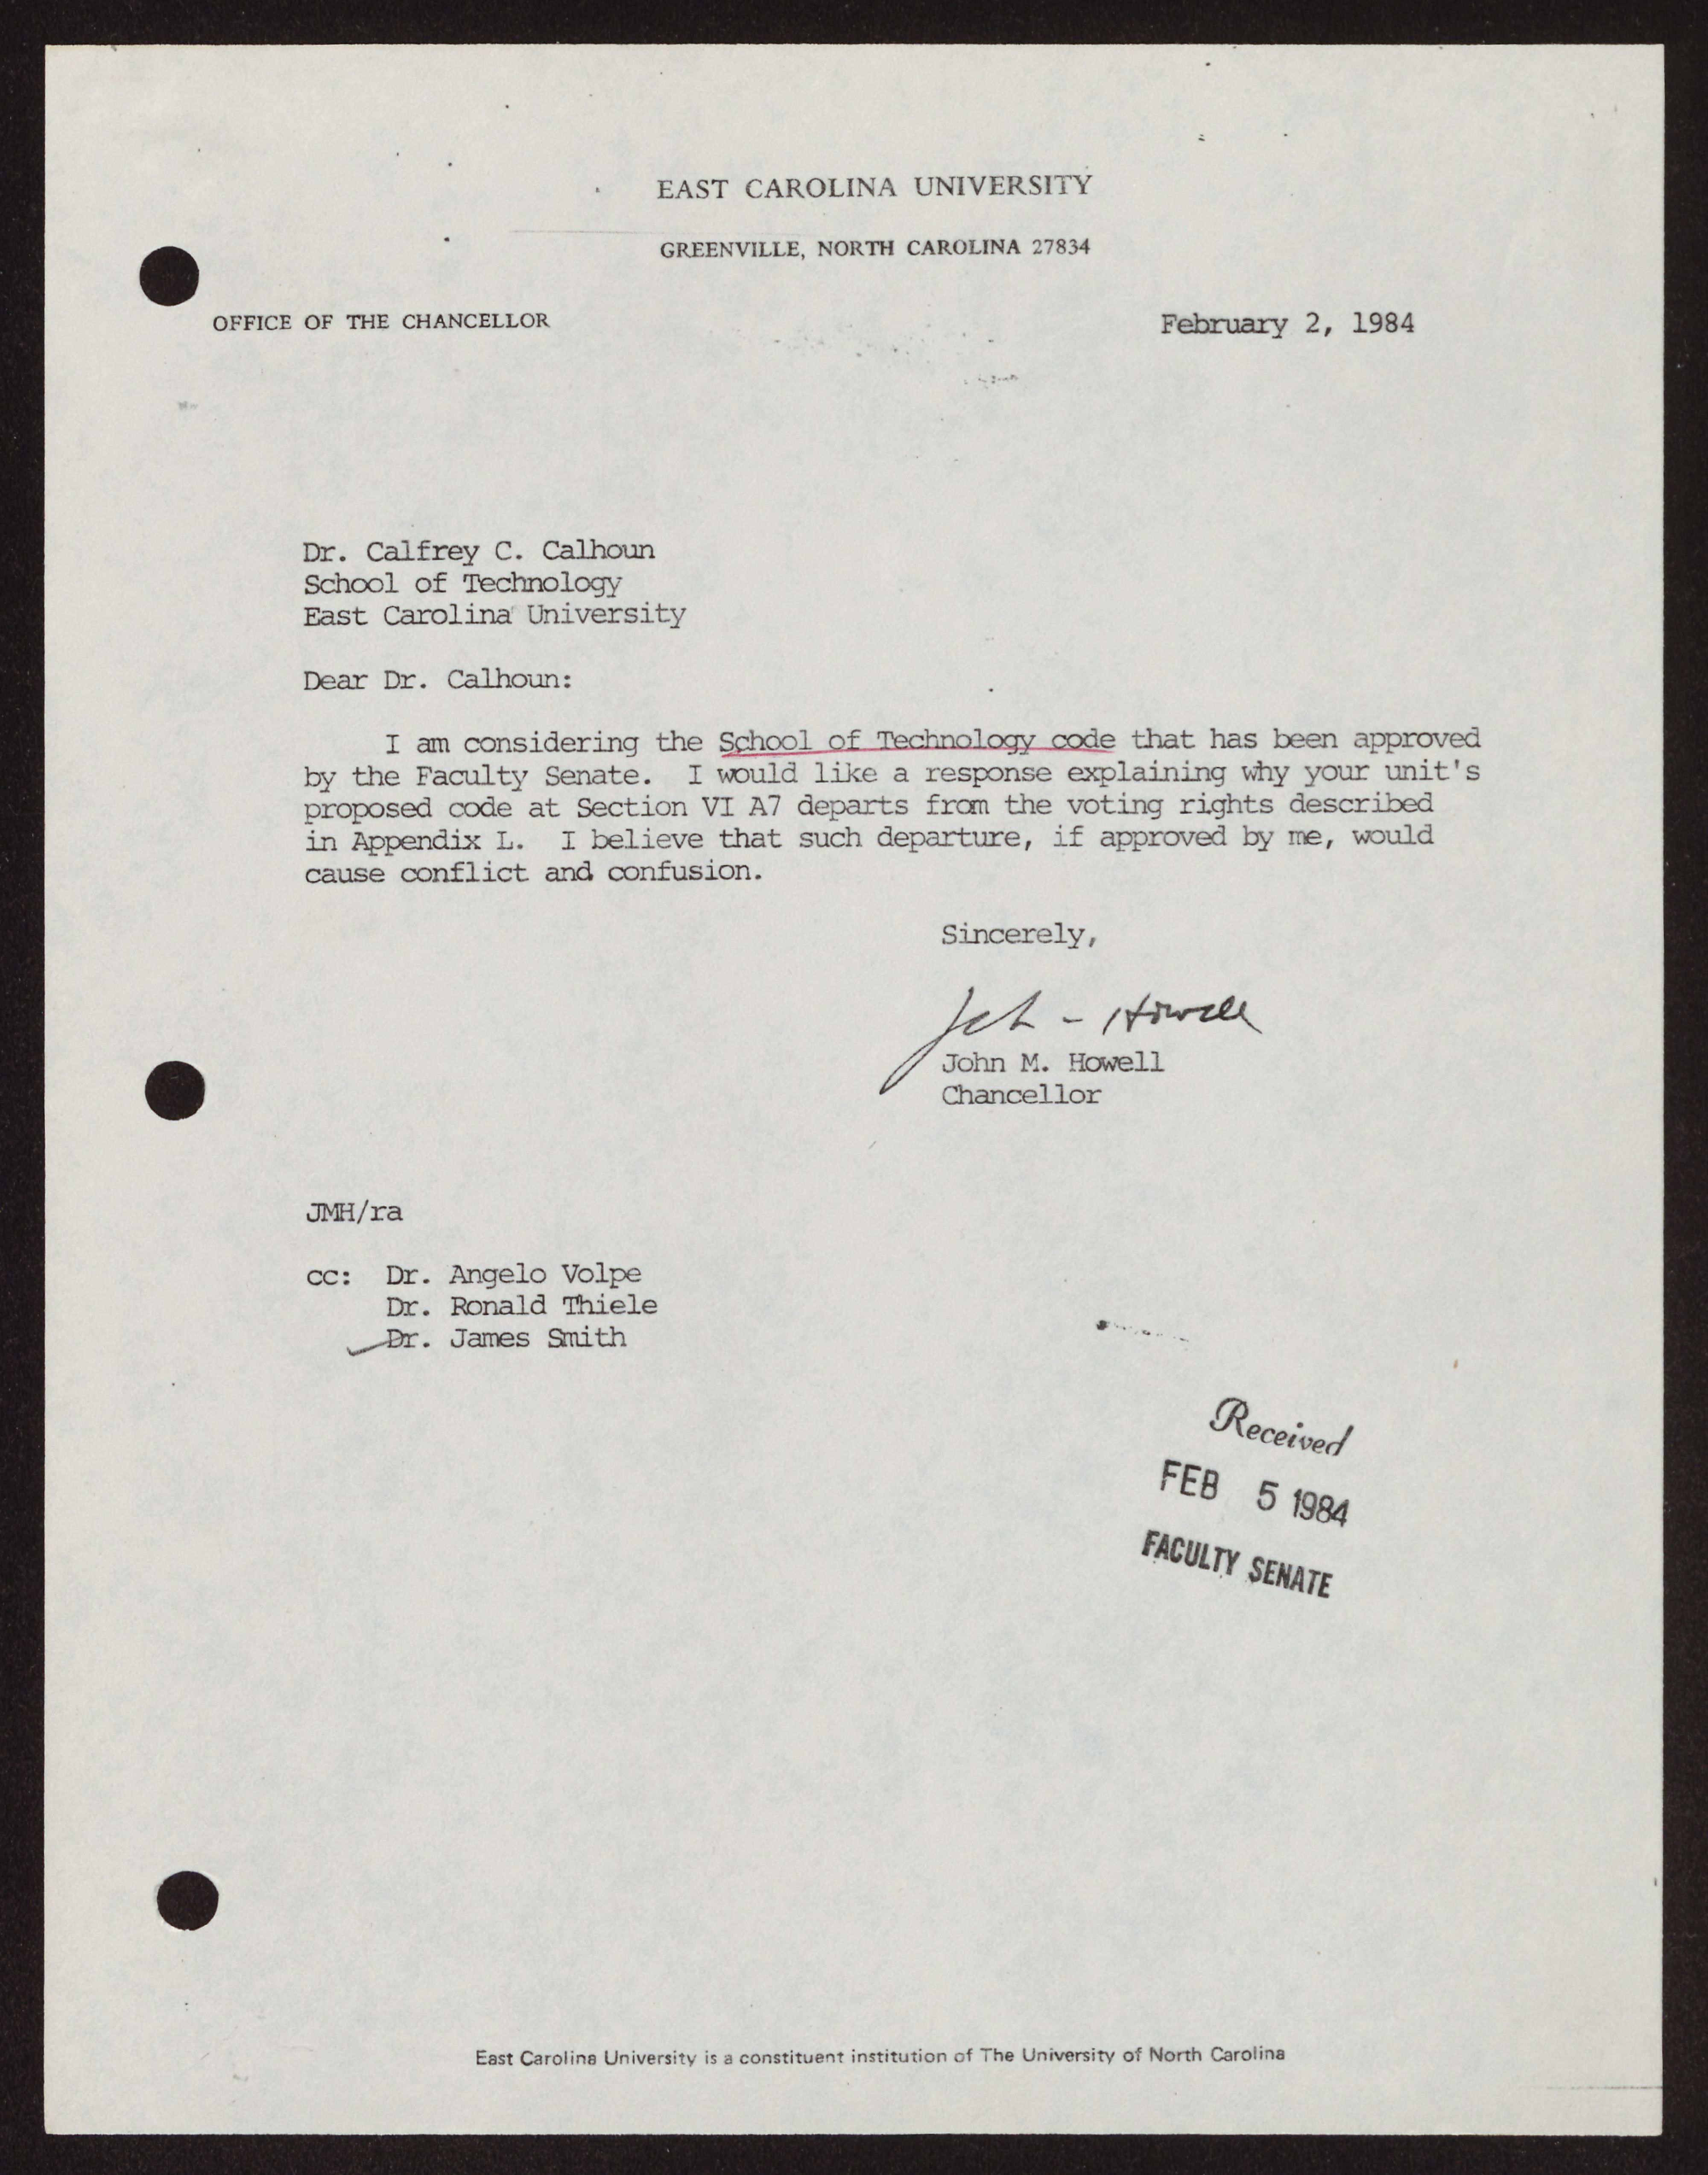 EAST CAROLINA UNIVERSITY
GREENVILLE, NORTH CAROLINA 27834
OFFICE OF THE CHANCELLOR
February 2, 1984
Dr. Calfrey C. Calhoun
School of Technology
East Carolina University
Dear Dr. Calhoun:
I am considering the School of Technology code that has been approved
by the Faculty Senate. I would like a response explaining why your unit's
proposed code at Section VI A7 departs from the voting rights described
in Appendix L. I believe that such departure, if approved by me, would
cause conflict and confusion.
Sincerely,
John Howell
John M. Howell
Chancellor
JMH/ra
cc: Dr. Angelo Volpe
Dr. Ronald Thiele
Dr. James Smith
Received
FEB 5 1984
FACULTY SENATE
East Carolina University is a constituent institution of The University of North Carolina